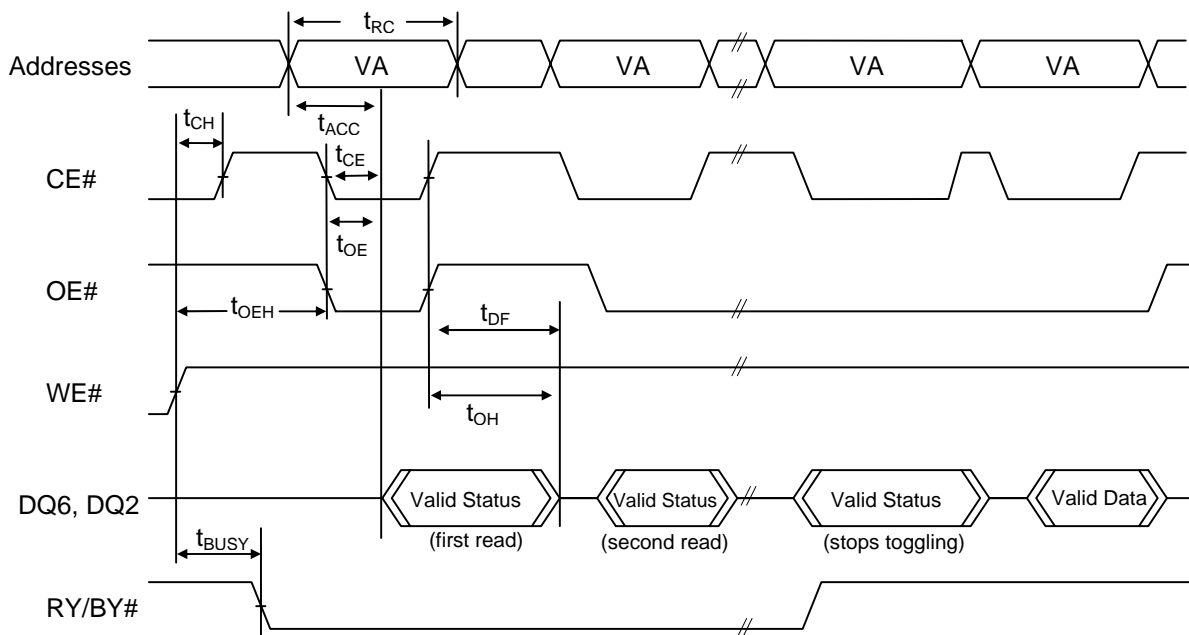 tRC
Addresses VA VA VA VA
tCH tACC
tCE
CE#
tOE
OE#
tOEH tDF
WE#
tOH
DQ6, DQ2 Valid Status Valid Status Valid Status Valid Data
(first read) (second read) (stops toggling)
tBUSY
RY/BY#